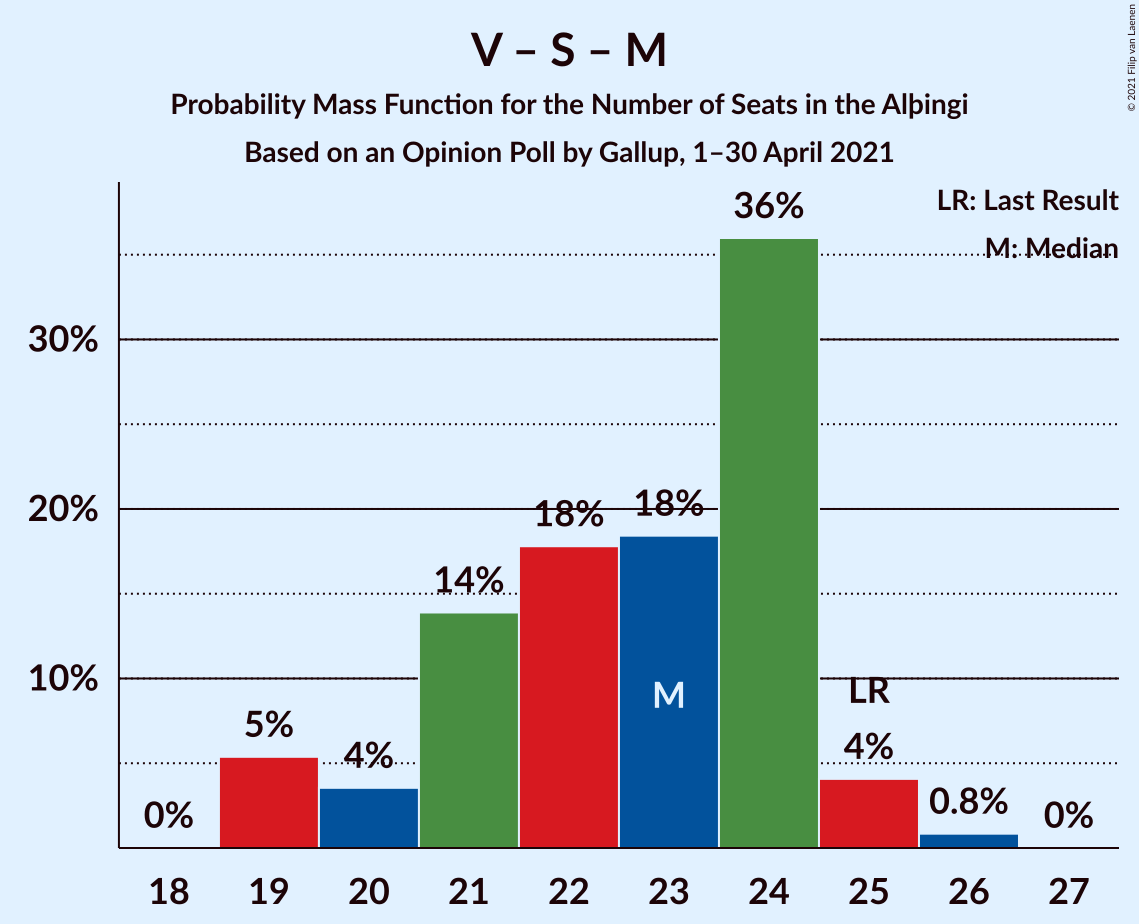 V – S – M
Probability Mass Function for the Number of Seats in the Alþingi
Based on an Opinion Poll by Gallup, 1–30 April 2021
© 2021 Filip van Laenen
LR: Last Result
M: Median
30%
20%
10%
0%
5%
4%
14%
18%
18%
36%
4%
0.8%
0%
M
LR
18 19 20 21 22 23 24 25 26 27